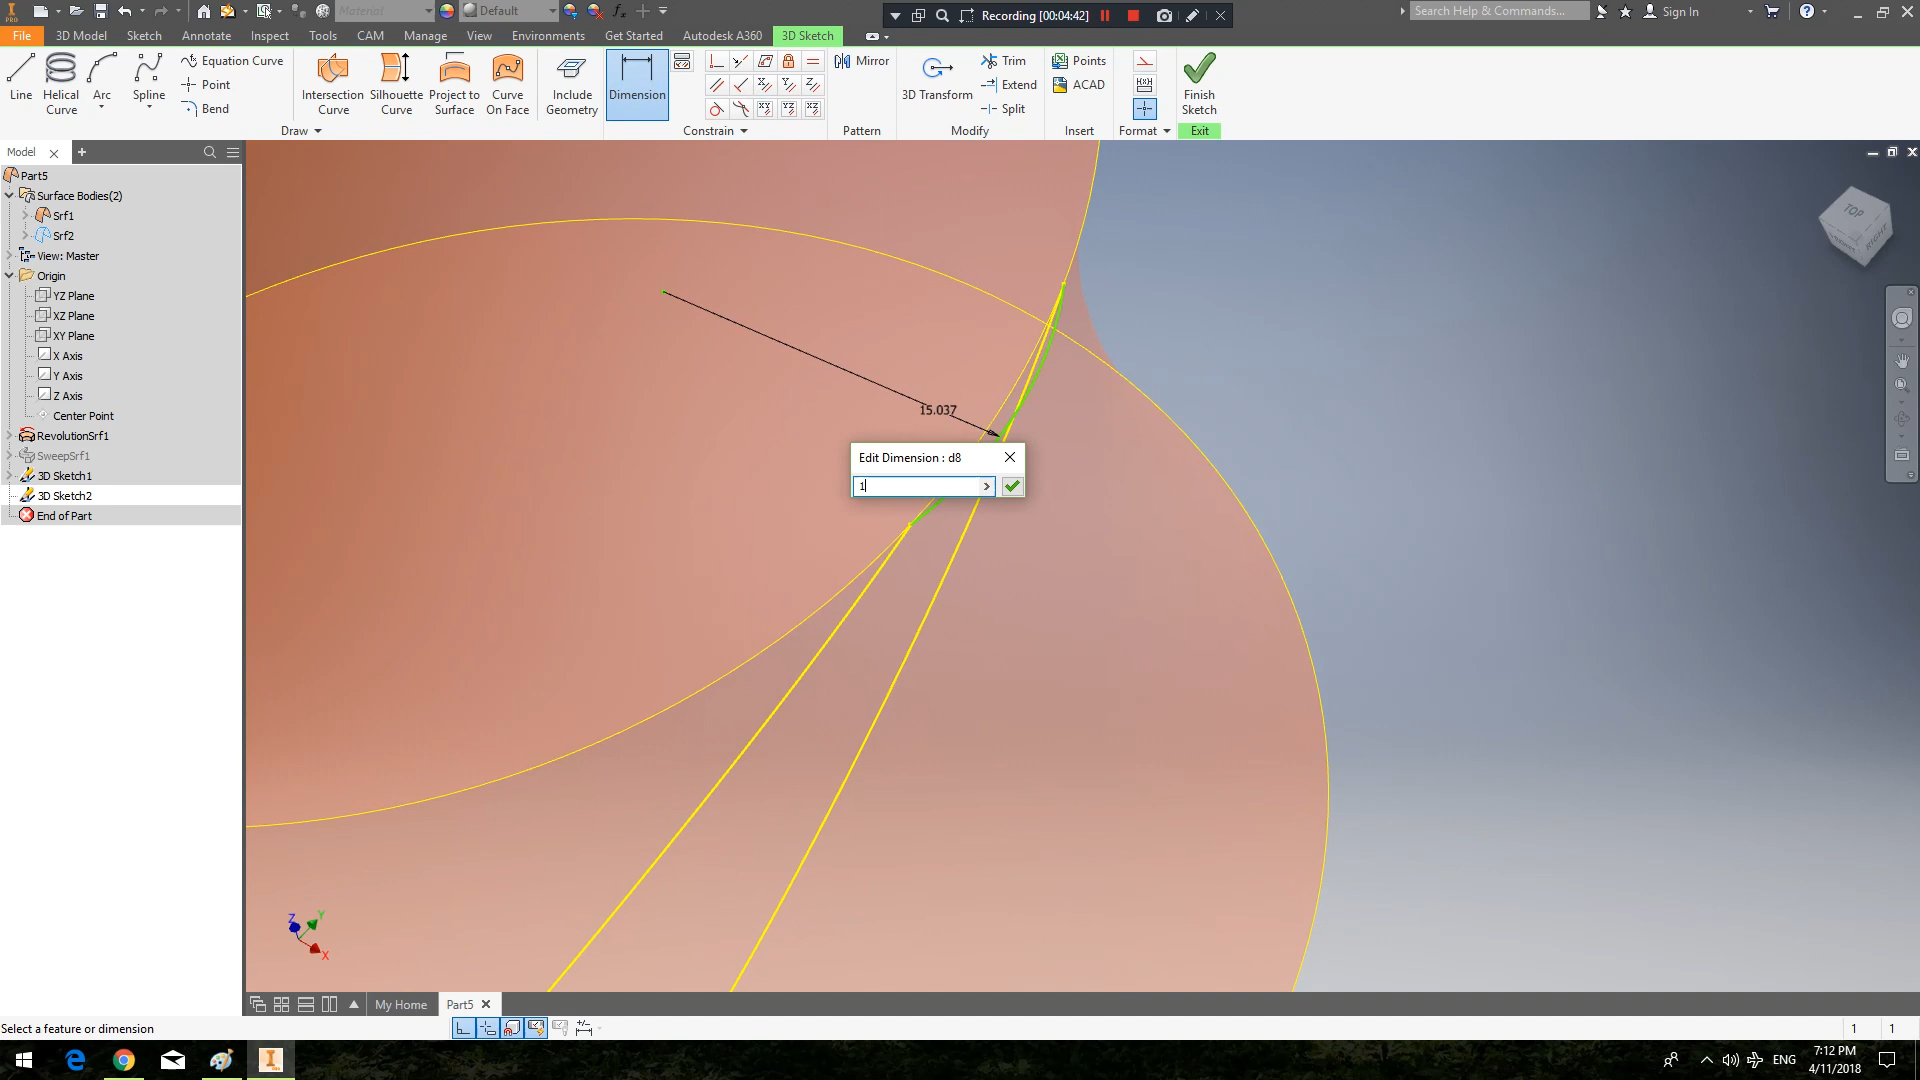 Material
Default
Recording [00:04:42]
Search Help & Commands...
Sign In
PRO
File
3D Model
Sketch
Annotate
Inspect
Tools
CAM
Manage
View
Environments
Get Started
Autodesk A360
3D Sketch
Line
Helical Curve
Arc
Spline
Equation Curve
Point
Bend
Draw
Intersection Curve
Silhouette Curve
Project to Surface
Curve On Face
Include Geometry
Dimension
Constrain
Mirror
Pattern
3D Transform
Trim
Extend
Split
Modify
Points
ACAD
Insert
Format
Finish Sketch
Exit
Model
Part5
Surface Bodies(2)
Srf1
Srf2
View: Master
Origin
YZ Plane
XZ Plane
XY Plane
X Axis
Y Axis
Z Axis
Center Point
RevolutionSrf1
SweepSrf1
3D Sketch1
3D Sketch2
End of Part
TOP
RIGHT
15.037
Edit Dimension : d8
1
Z
Y
X
My Home
Part5
Select a feature or dimension
1
1
ENG
7:12 PM
4/11/2018